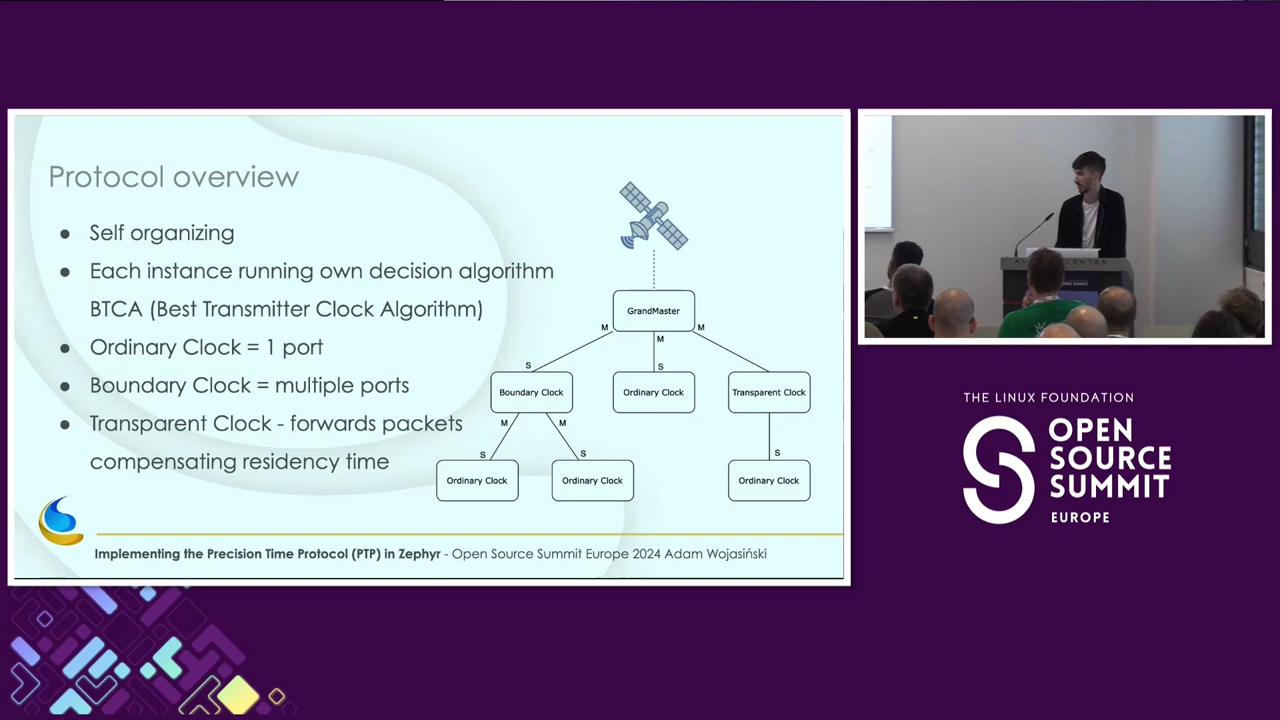 Protocol overview
● Self organizing
● Each instance running own decision algorithm
BTCA (Best Transmitter Clock Algorithm)
● Ordinary Clock = 1 port
● Boundary Clock = multiple ports
● Transparent Clock - forwards packets
compensating residency time
GrandMaster
M
M
M
S
S
Boundary Clock
Ordinary Clock
Transparent Clock
M
M
S
S
S
Ordinary Clock
Ordinary Clock
Ordinary Clock
Implementing the Precision Time Protocol (PTP) in Zephyr - Open Source Summit Europe 2024 Adam Wojasiński
THE LINUX FOUNDATION
OPEN
SOURCE
SUMMIT
EUROPE